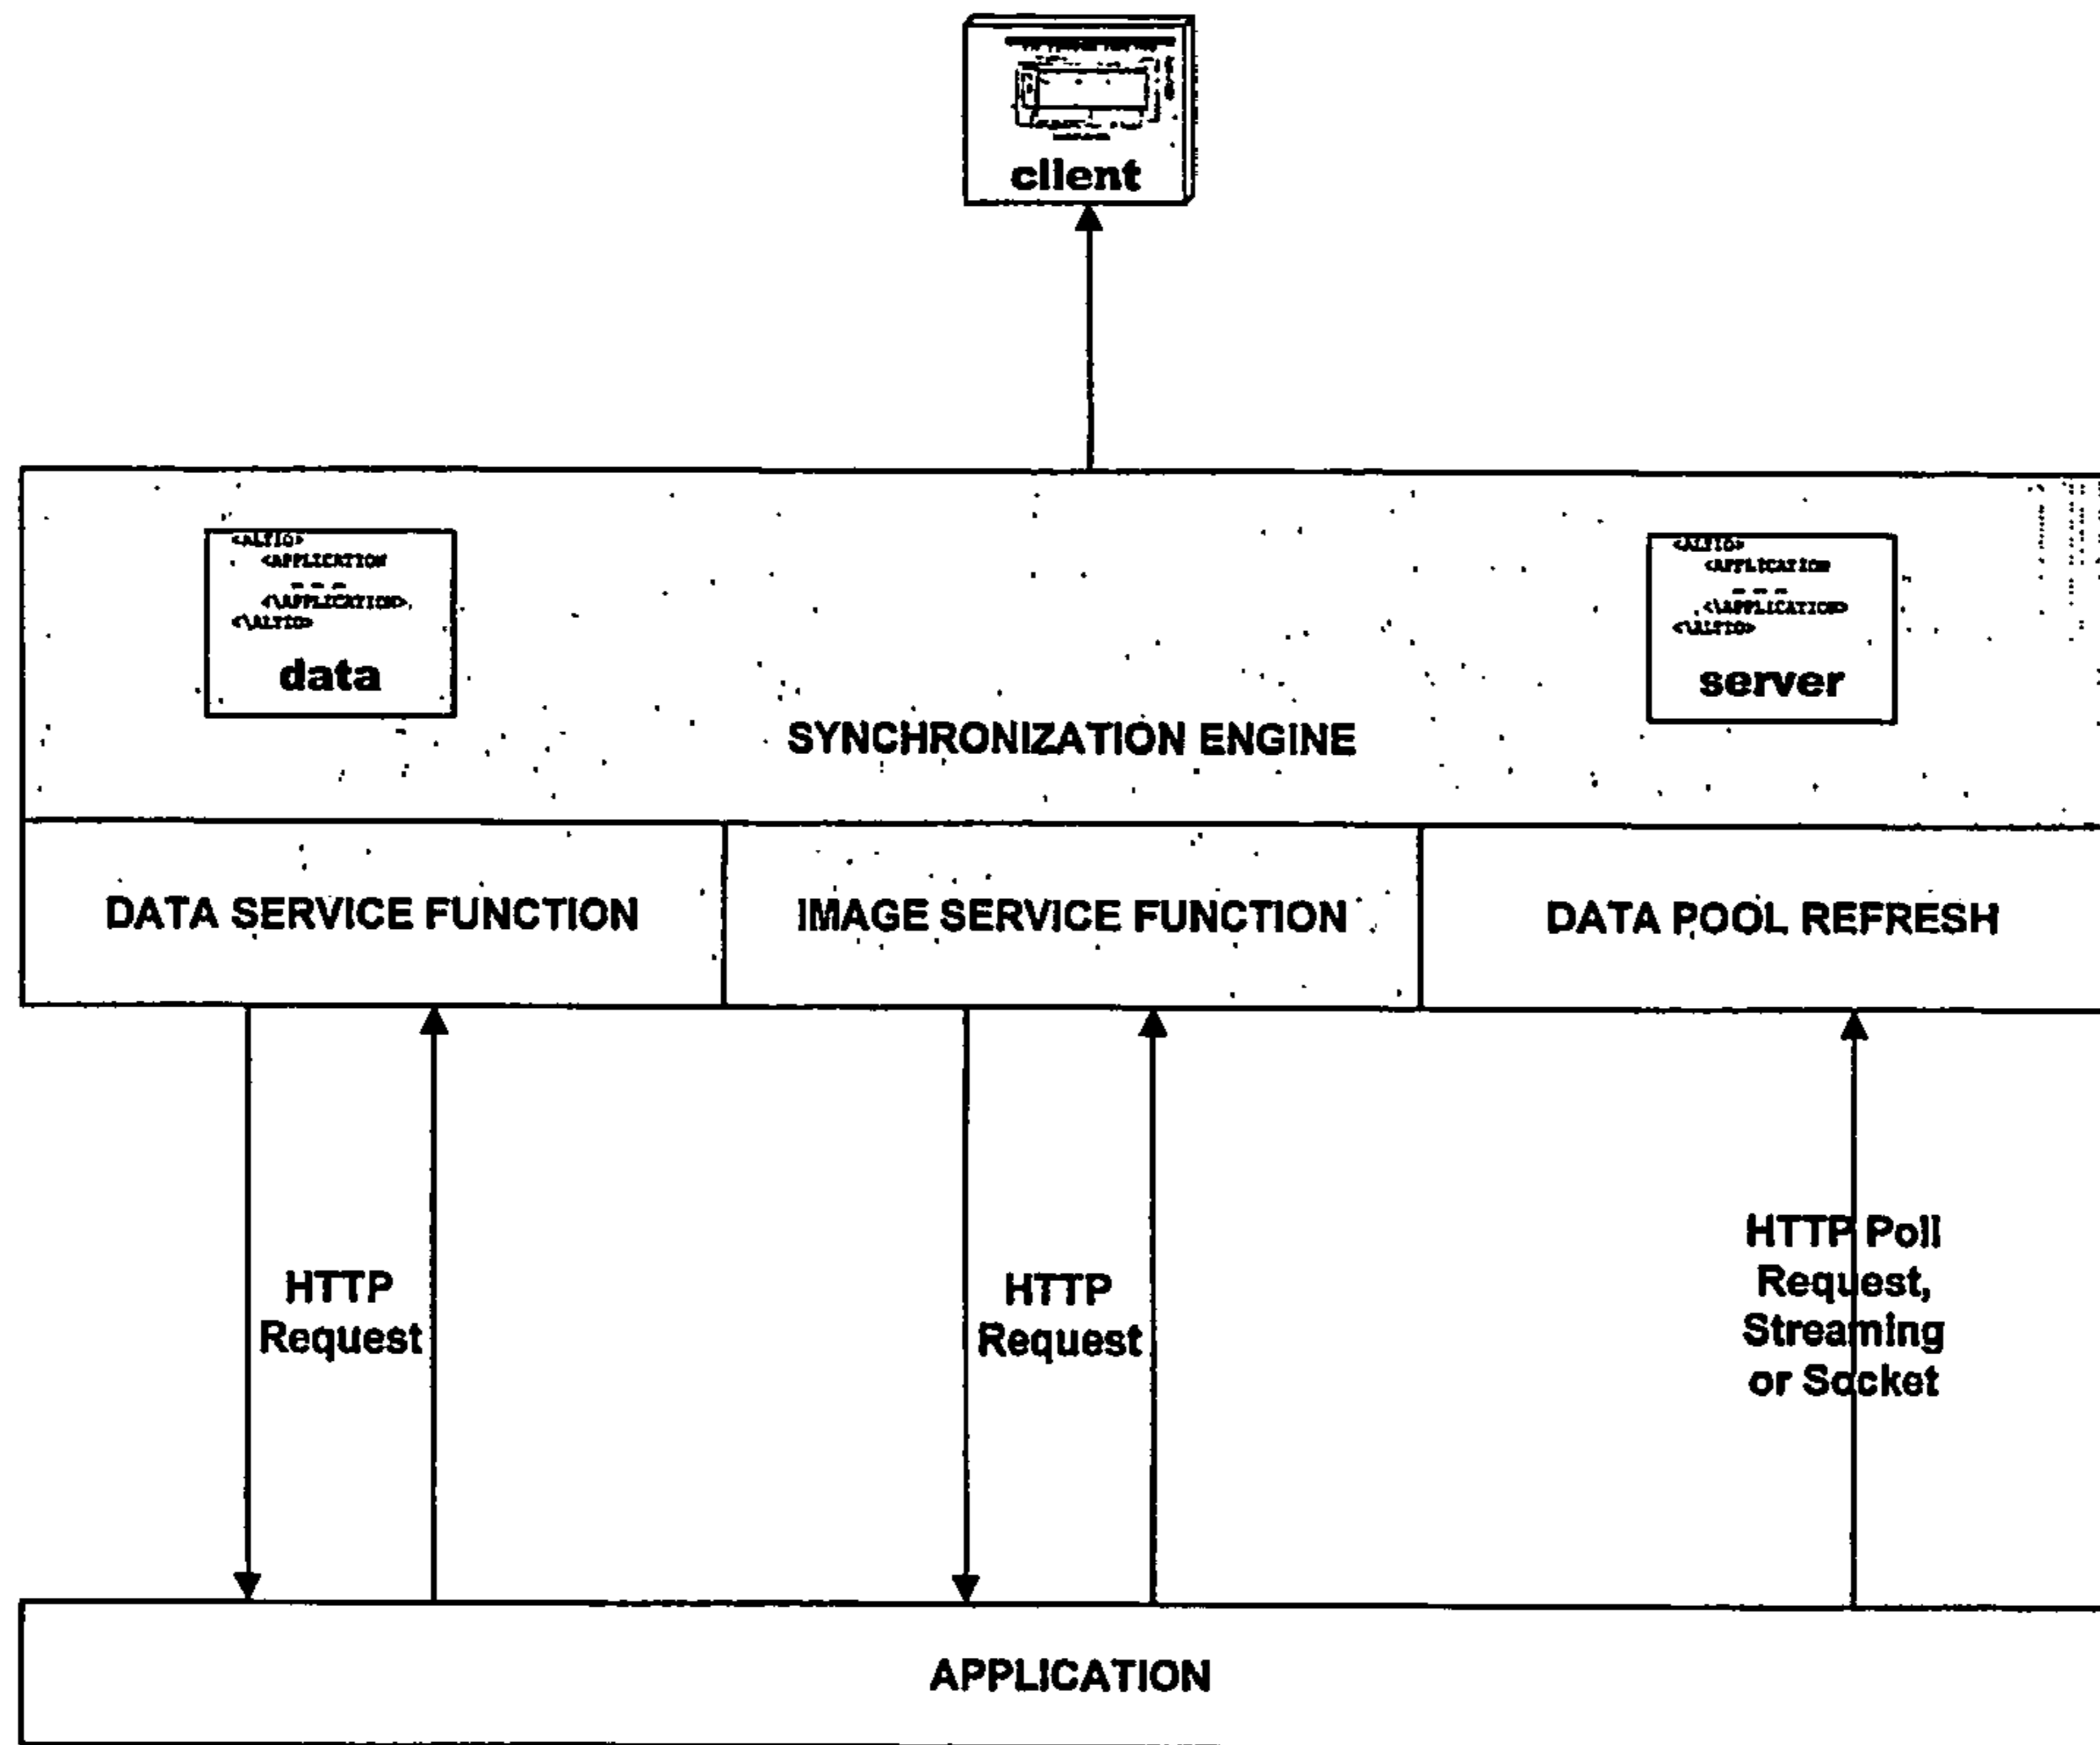 client
<ALTIO>
<APPLICATION
- - -
<\APPLICATION>
<\ALTIO>
data
<ALTIO>
<APPLICATION
- - -
<\APPLICATION>
<\ALTIO>
server
SYNCHRONIZATION ENGINE
DATA SERVICE FUNCTION
IMAGE SERVICE FUNCTION
DATA POOL REFRESH
HTTP
Request
HTTP
Request
HTTP Poll
Request,
Streaming
or Socket
APPLICATION